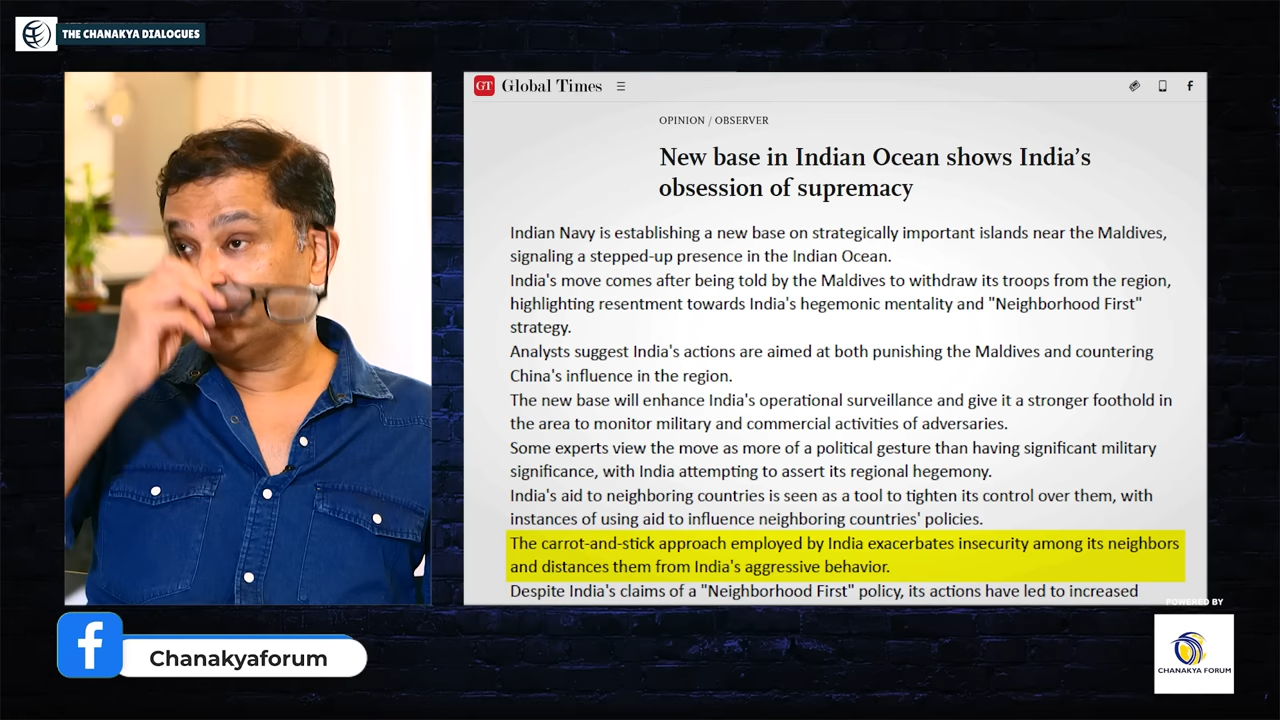 THE CHANAKYA DIALOGUES
GT Global Times
OPINION / OBSERVER
New base in Indian Ocean shows India's
obsession of supremacy
Indian Navy is establishing a new base on strategically important islands near the Maldives,
signaling a stepped-up presence in the Indian Ocean.
India's move comes after being told by the Maldives to withdraw its troops from the region,
highlighting resentment towards India's hegemonic mentality and "Neighborhood First"
strategy.
Analysts suggest India's actions are aimed at both punishing the Maldives and countering
China's influence in the region.
The new base will enhance India's operational surveillance and give it a stronger foothold in
the area to monitor military and commercial activities of adversaries.
Some experts view the move as more of a political gesture than having significant military
significance, with India attempting to assert its regional hegemony.
India's aid to neighboring countries is seen as a tool to tighten its control over them, with
instances of using aid to influence neighboring countries' policies.
The carrot-and-stick approach employed by India exacerbates insecurity among its neighbors
and distances them from India's aggressive behavior.
Despite India's claims of a "Neighborhood First" policy, its actions have led to increased
Chanakyaforum
POWERED BY
CHANAKYA FORUM